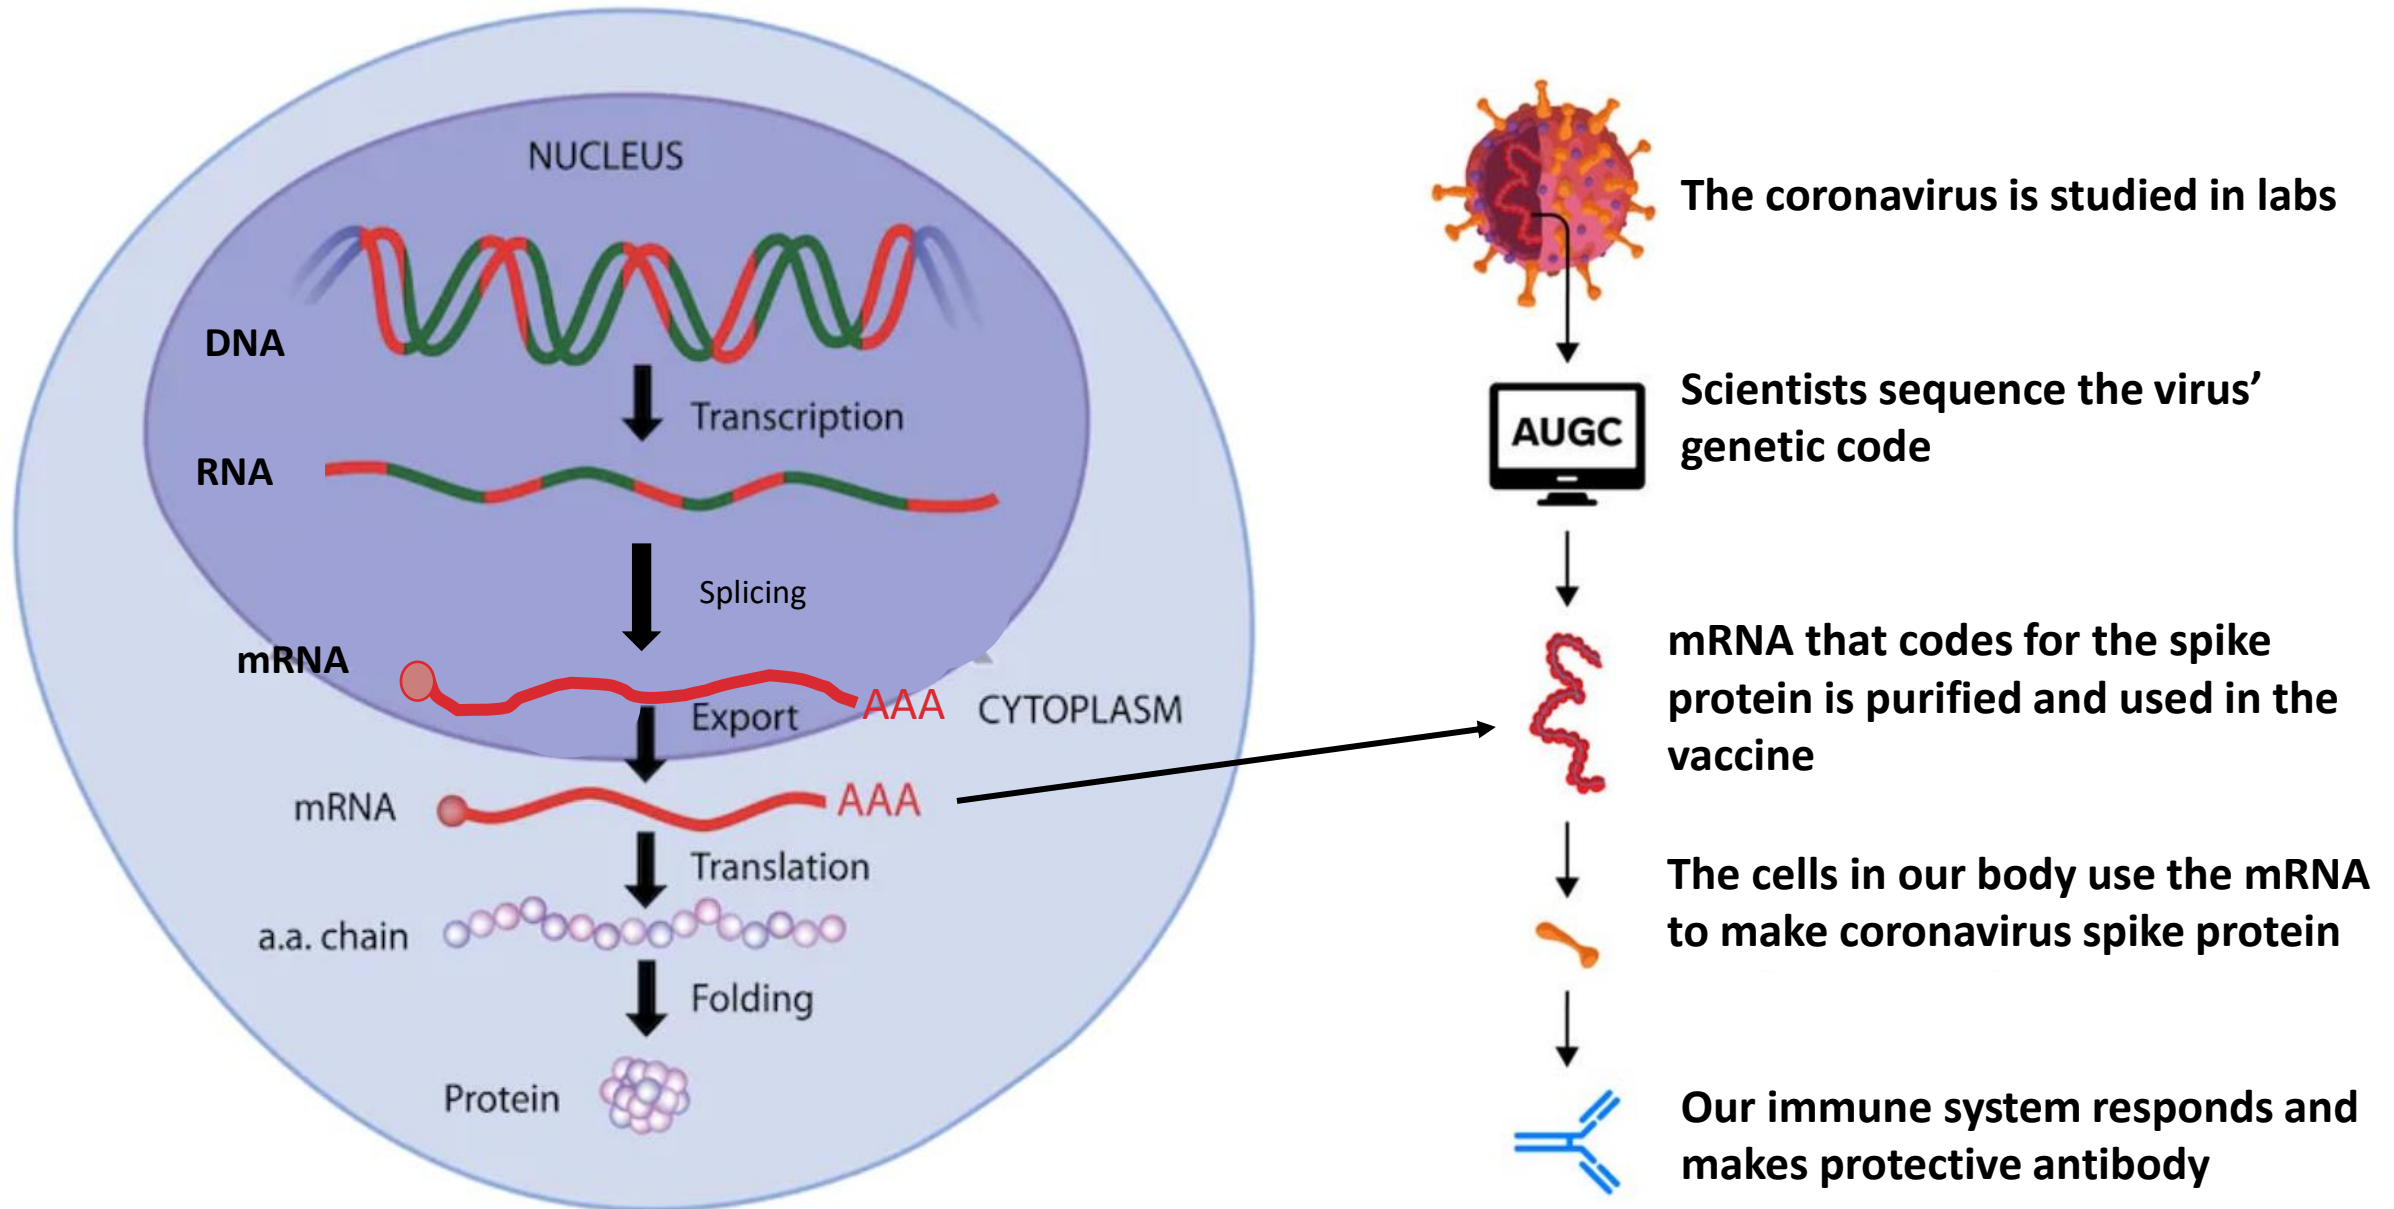 NUCLEUS
DNA
Transcription
RNA
Splicing
mRNA
AAA
Export
CYTOPLASM
mRNA
AAA
Translation
a.a. chain
Folding
Protein
The coronavirus is studied in labs
AUGC
Scientists sequence the virus’
genetic code
mRNA that codes for the spike
protein is purified and used in the
vaccine
The cells in our body use the mRNA
to make coronavirus spike protein
Our immune system responds and
makes protective antibody